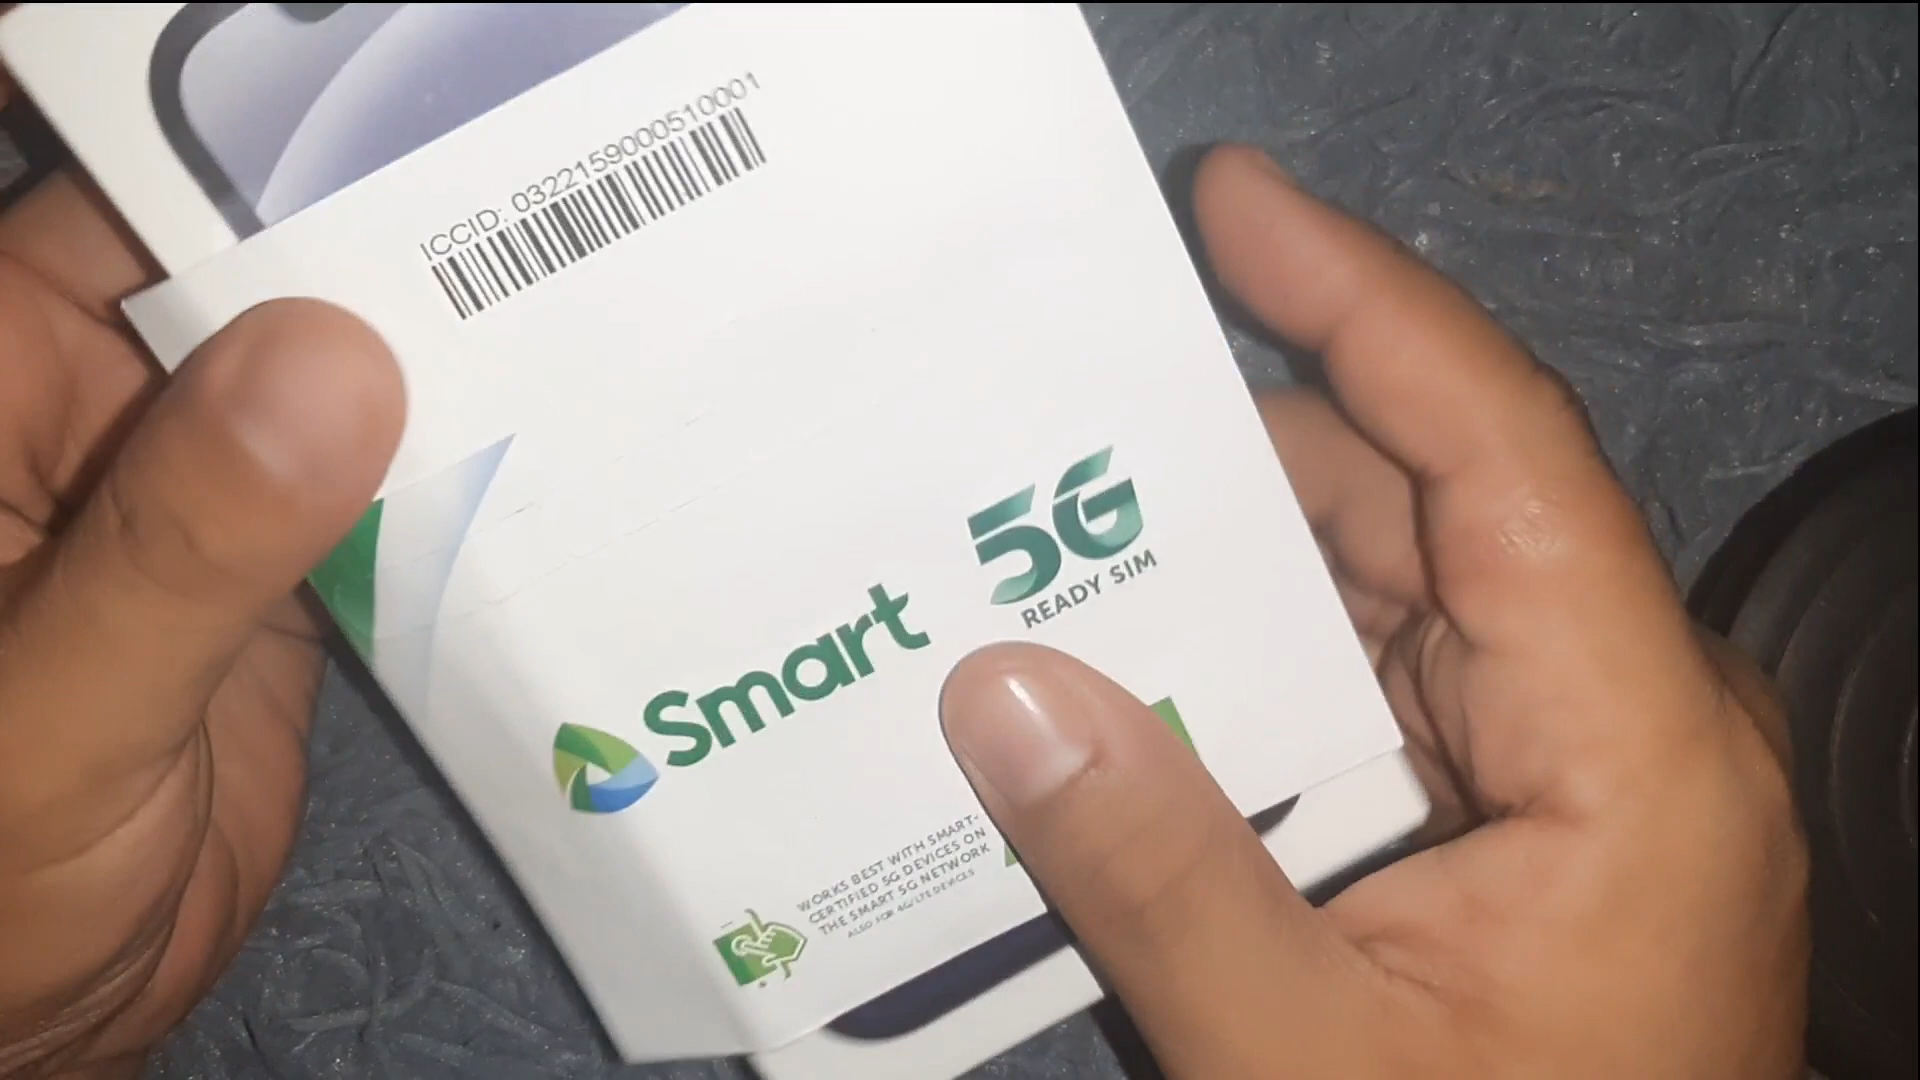 ICCID: 0322159000510001
5G
READY SIM
Smart
WORKS BEST WITH SMART-
CERTIFIED 5G DEVICES ON
THE SMART 5G NETWORK
ALSO FOR 4G/LTE DEVICES